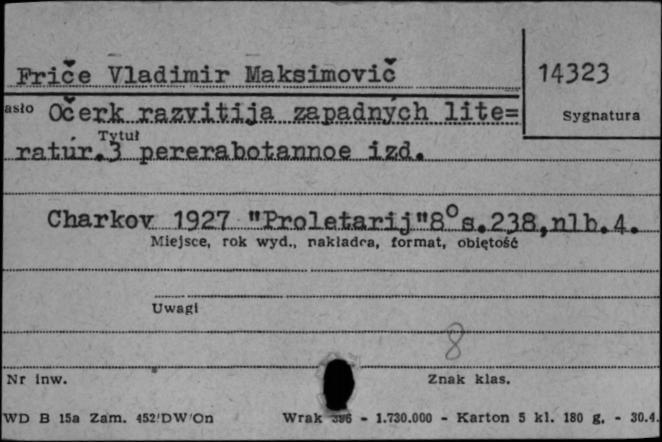 Friče Vladimir Maksimovič
14323
asło Očerk razvitija zapadnych lite=
Sygnatura
Tytuł
ratúr.3 pererabotannoe izd.
Charkov 1927 "Proletarij"8° s.238,nlb.4.
Miejsce, rok wyd., nakładca, format, objętość
Uwagi
8
Nr inw.
Znak klas.
WD B 15a Zam. 452/DW/On Wrak 396 - 1.730.000 - Karton 5 kl. 180 g. - 30.4.